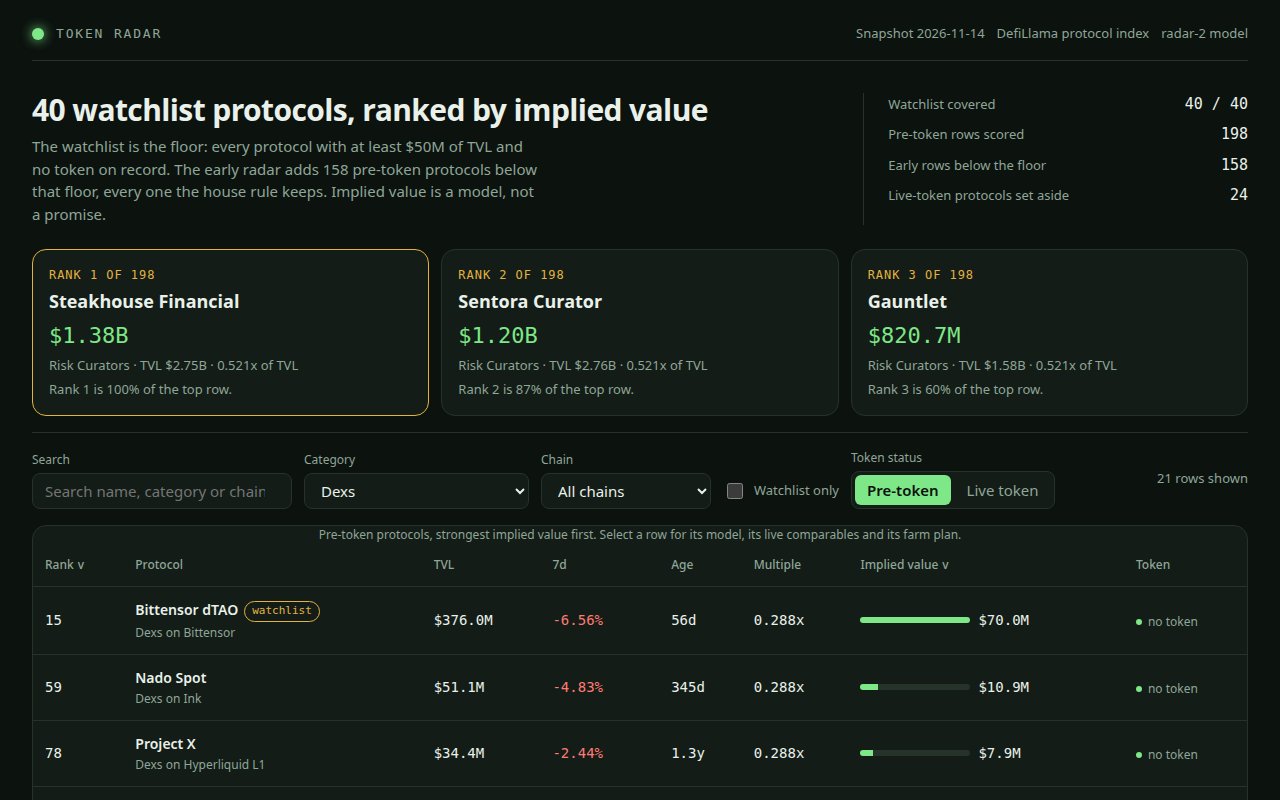 TOKEN RADAR
Snapshot 2026-11-14 DefiLlama protocol index radar-2 model
40 watchlist protocols, ranked by implied value
The watchlist is the floor: every protocol with at least $50M of TVL and
no token on record. The early radar adds 158 pre-token protocols below
that floor, every one the house rule keeps. Implied value is a model, not
a promise.
Watchlist covered 40 / 40
Pre-token rows scored 198
Early rows below the floor 158
Live-token protocols set aside 24
RANK 1 OF 198
Steakhouse Financial
$1.38B
Risk Curators · TVL $2.75B · 0.521x of TVL
Rank 1 is 100% of the top row.
RANK 2 OF 198
Sentora Curator
$1.20B
Risk Curators · TVL $2.76B · 0.521x of TVL
Rank 2 is 87% of the top row.
RANK 3 OF 198
Gauntlet
$820.7M
Risk Curators · TVL $1.58B · 0.521x of TVL
Rank 3 is 60% of the top row.
Search
Search name, category or chain
Category
Dexs
Chain
All chains
Watchlist only
Token status
Pre-token Live token
21 rows shown
Pre-token protocols, strongest implied value first. Select a row for its model, its live comparables and its farm plan.
Rank v Protocol TVL 7d Age Multiple Implied value v Token
15 Bittensor dTAO watchlist $376.0M -6.56% 56d 0.288x $70.0M no token
Dexs on Bittensor
59 Nado Spot $51.1M -4.83% 345d 0.288x $10.9M no token
Dexs on Ink
78 Project X $34.4M -2.44% 1.3y 0.288x $7.9M no token
Dexs on Hyperliquid L1